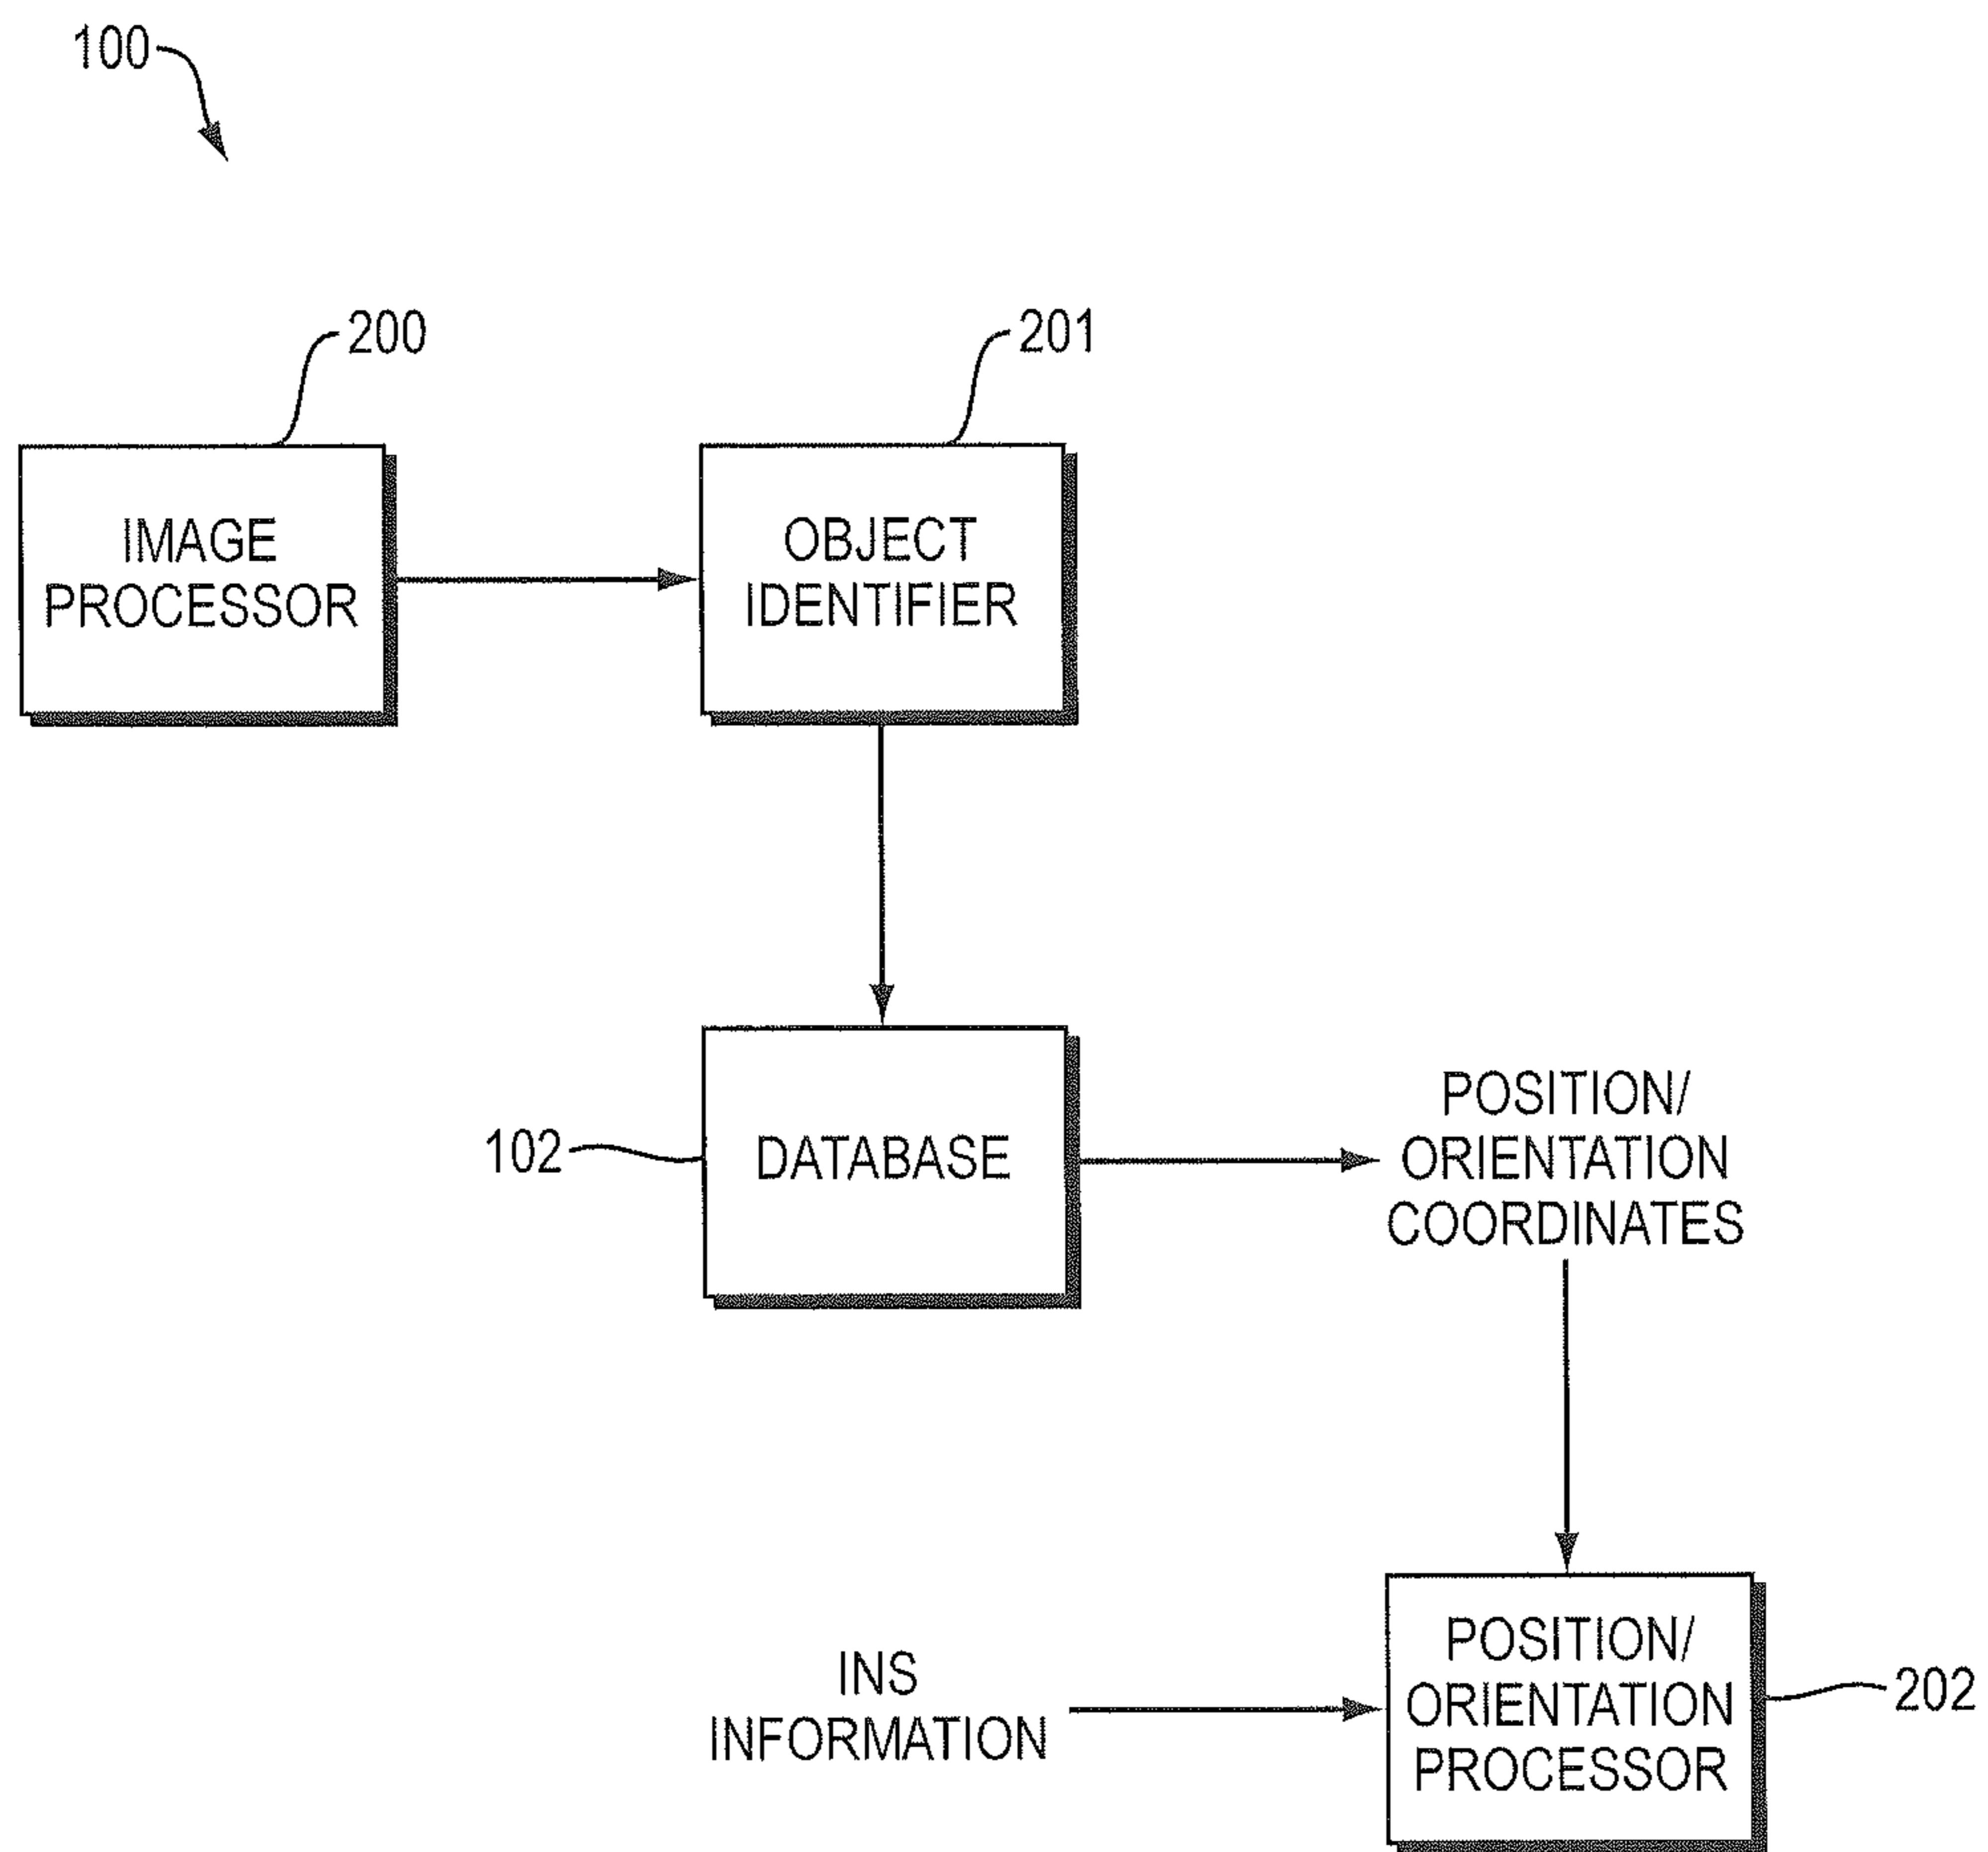 100
200
201
IMAGE
PROCESSOR
OBJECT
IDENTIFIER
102
DATABASE
POSITION/
ORIENTATION
COORDINATES
INS
INFORMATION
POSITION/
ORIENTATION
PROCESSOR
202